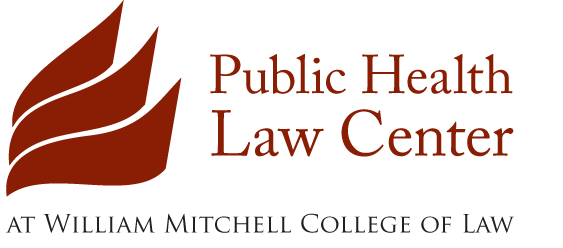 Public Health
Law Center
AT WILLIAM MITCHELL COLLEGE OF LAW